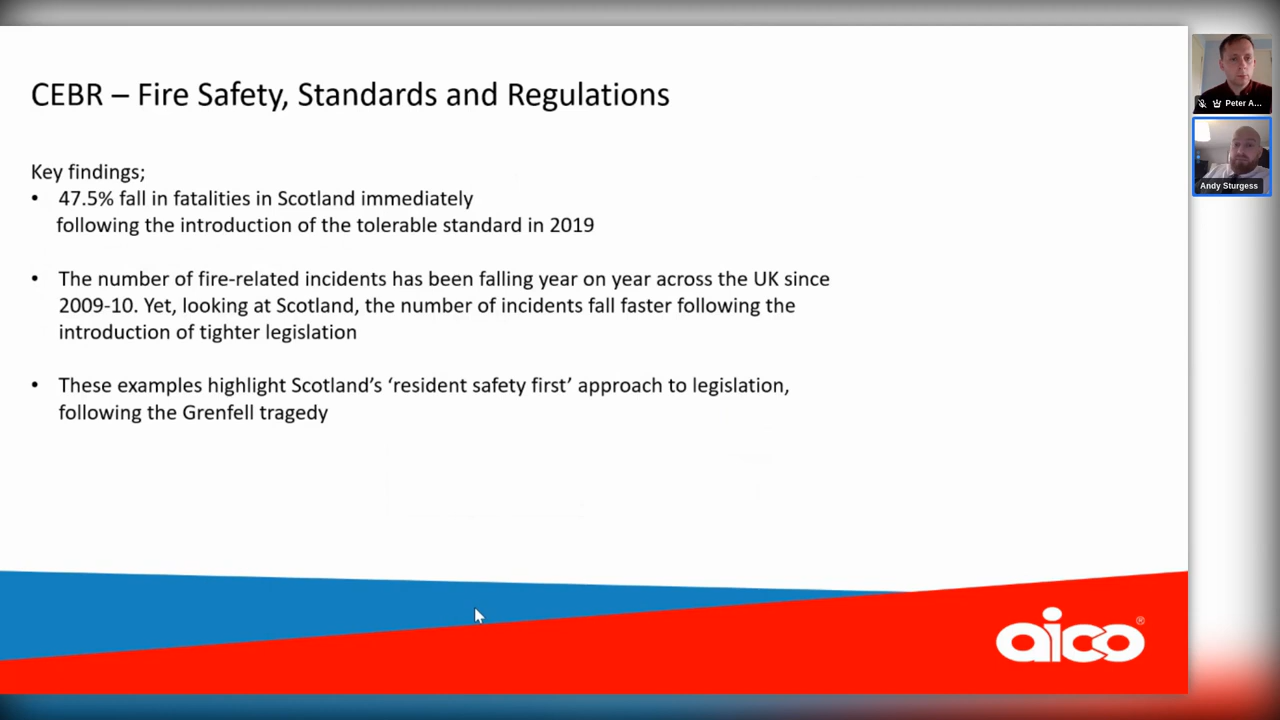 CEBR – Fire Safety, Standards and Regulations
Key findings;
• 47.5% fall in fatalities in Scotland immediately
following the introduction of the tolerable standard in 2019
• The number of fire-related incidents has been falling year on year across the UK since
2009-10. Yet, looking at Scotland, the number of incidents fall faster following the
introduction of tighter legislation
• These examples highlight Scotland’s ‘resident safety first’ approach to legislation,
following the Grenfell tragedy
aico®
Peter A...
Andy Sturgess